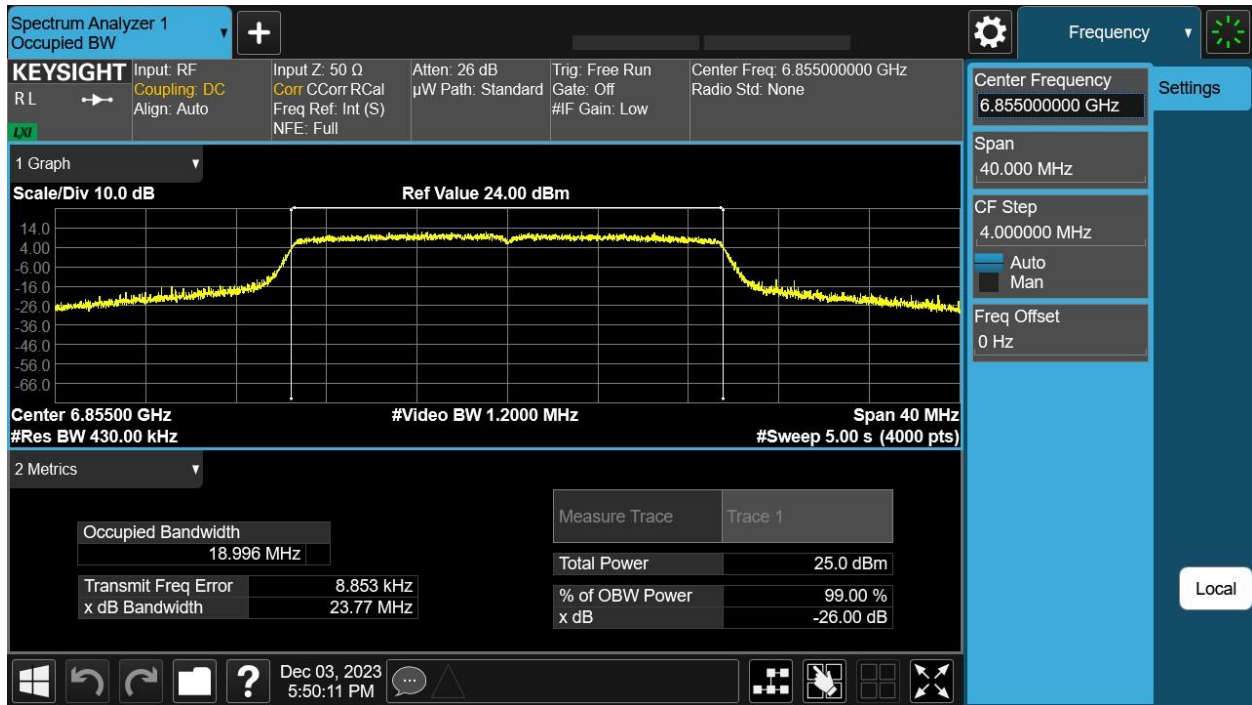 Spectrum Analyzer 1
Occupied BW
+
Frequency
KEYSIGHT
RL
LXI
Input: RF
Coupling: DC
Align: Auto
Input Z: 50 Ω
Corr CCorr RCal
Freq Ref: Int (S)
NFE: Full
Atten: 26 dB
µW Path: Standard
Trig: Free Run
Gate: Off
#IF Gain: Low
Center Freq: 6.855000000 GHz
Radio Std: None
Center Frequency
6.855000000 GHz
Settings
Span
40.000 MHz
CF Step
4.000000 MHz
Auto
Man
Freq Offset
0 Hz
Local
1 Graph
Scale/Div 10.0 dB
Ref Value 24.00 dBm
14.0
4.00
-6.00
-16.0
-26.0
-36.0
-46.0
-56.0
-66.0
Center 6.85500 GHz
#Video BW 1.2000 MHz
Span 40 MHz
#Res BW 430.00 kHz
#Sweep 5.00 s (4000 pts)
2 Metrics
Occupied Bandwidth
18.996 MHz
Transmit Freq Error 8.853 kHz
x dB Bandwidth 23.77 MHz
Measure Trace Trace 1
Total Power 25.0 dBm
% of OBW Power 99.00 %
x dB -26.00 dB
?
Dec 03, 2023
5:50:11 PM